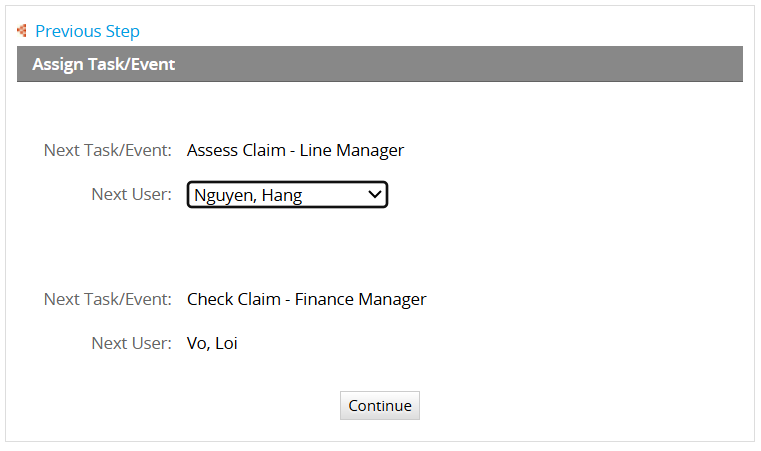 Previous Step
Assign Task/Event
Next Task/Event: Assess Claim - Line Manager
Next User: Nguyen, Hang
Next Task/Event: Check Claim - Finance Manager
Next User: Vo, Loi
Continue